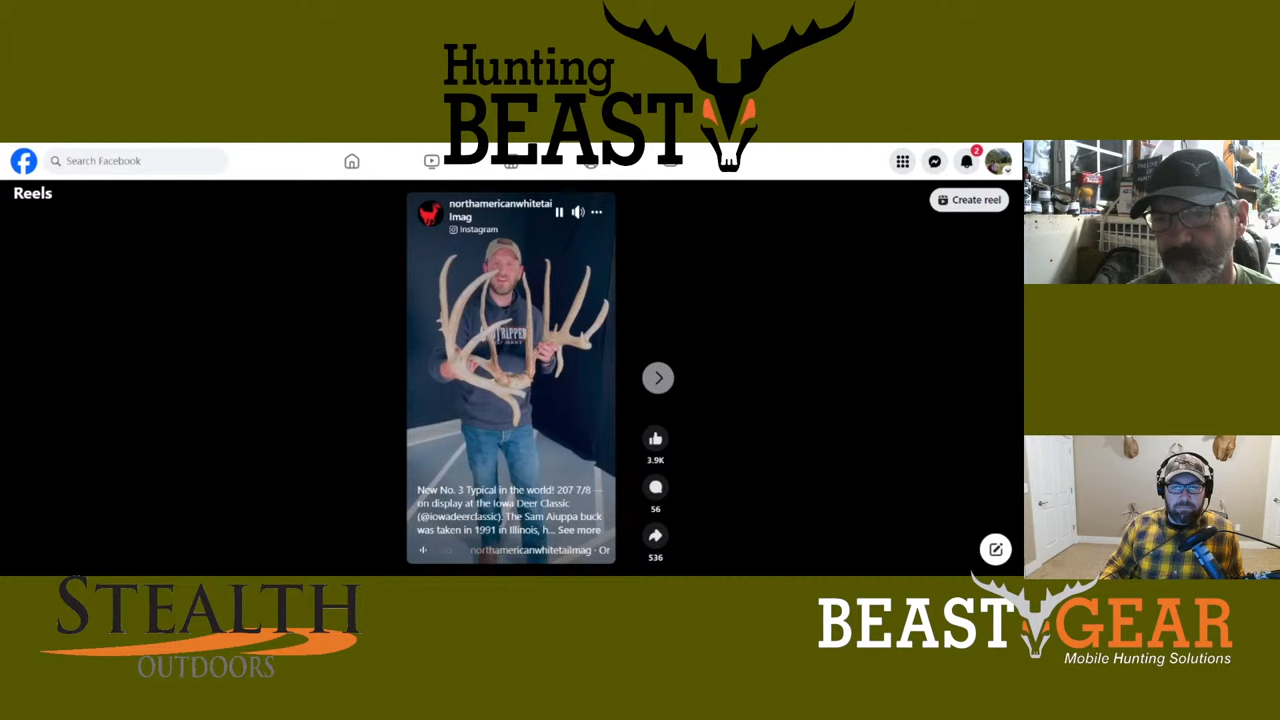 Hunting
BEAST
Search Facebook
2
Reels
Create reel
northamericanwhitetai
lmag
Instagram
New No. 3 Typical in the world! 207 7/8 —
on display at the Iowa Deer Classic
(@iowadeerclassic). The Sam Aiuppa buck
was taken in 1991 in Illinois, h... See more
northamericanwhitetailmag · Or
3.9K
56
536
STEALTH
OUTDOORS
BEAST GEAR
Mobile Hunting Solutions